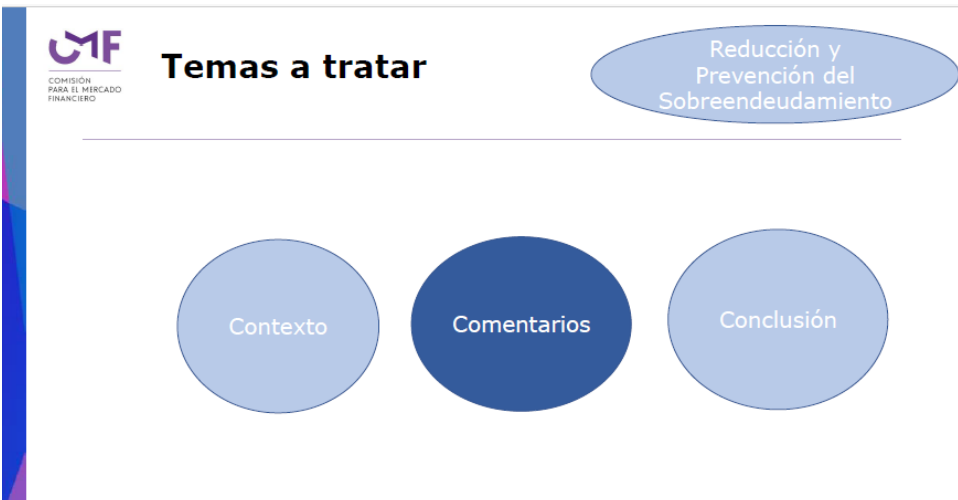 CMF
COMISIÓN
PARA EL MERCADO
FINANCIERO
Temas a tratar
Reducción y
Prevención del
Sobreendeudamiento
Contexto
Comentarios
Conclusión